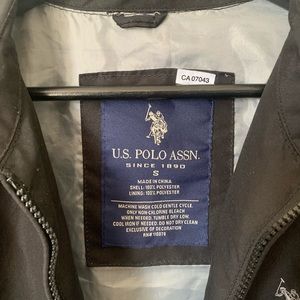 CA 07043
U.S. POLO ASSN.
SINCE 1890
S
MADE IN CHINA
SHELL: 100% POLYESTER
LINING: 100% POLYESTER
MACHINE WASH COLD GENTLE CYCLE.
ONLY NON-CHLORINE BLEACH
WHEN NEEDED. TUMBLE DRY LOW.
COOL IRON IF NEEDED. DO NOT DRY CLEAN
EXCLUSIVE OF DECORATION